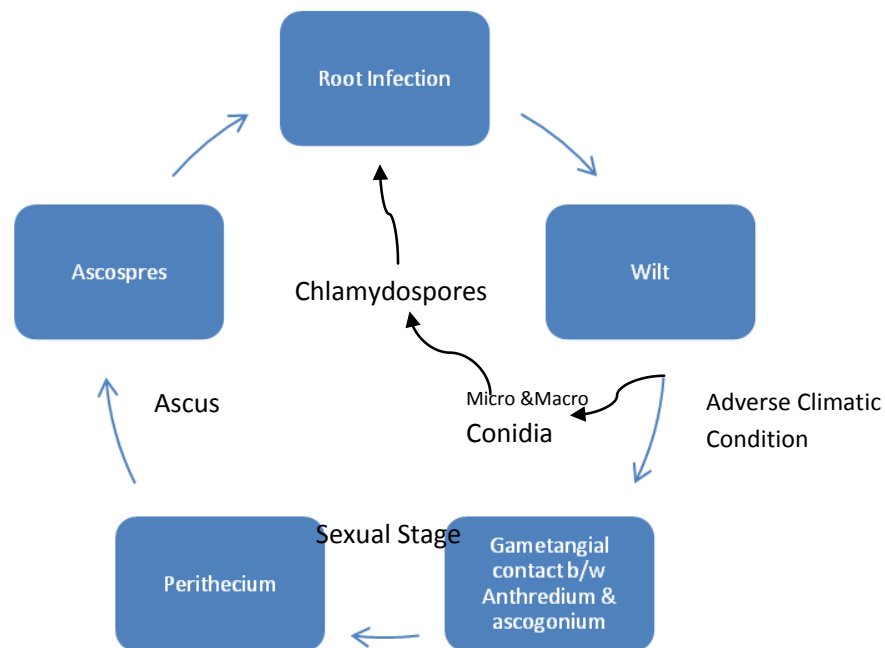 Root Infection
Ascospres
Wilt
Chlamydospores
Micro &Macro
Conidia
Ascus
Adverse Climatic
Condition
Sexual Stage
Perithecium
Gametangial
contact b/w
Anthredium &
ascogonium